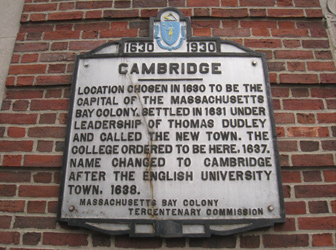 1630 1930
CAMBRIDGE
LOCATION CHOSEN IN 1630 TO BE THE
CAPITAL OF THE MASSACHUSETTS
BAY COLONY. SETTLED IN 1631 UNDER
LEADERSHIP OF THOMAS DUDLEY
AND CALLED THE NEW TOWN. THE
COLLEGE ORDERED TO BE HERE, 1637.
NAME CHANGED TO CAMBRIDGE
AFTER THE ENGLISH UNIVERSITY
TOWN, 1638.
MASSACHUSETTS BAY COLONY
TERCENTENARY COMMISSION